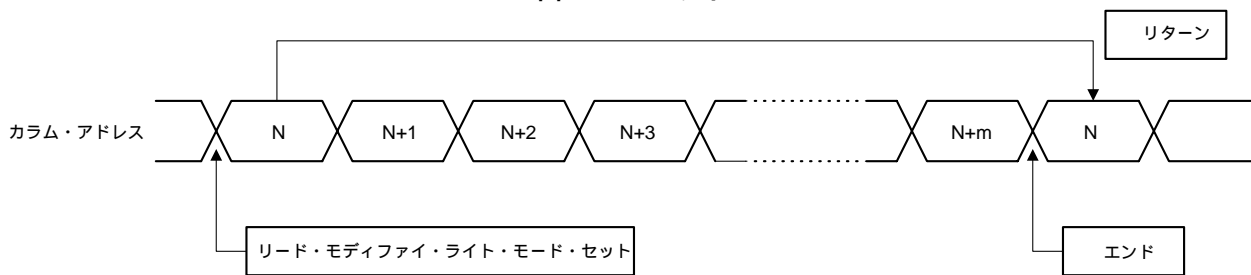 リターン
カラム・アドレス
N
N+1
N+2
N+3
N+m
N
リード・モディファイ・ライト・モード・セット
エンド